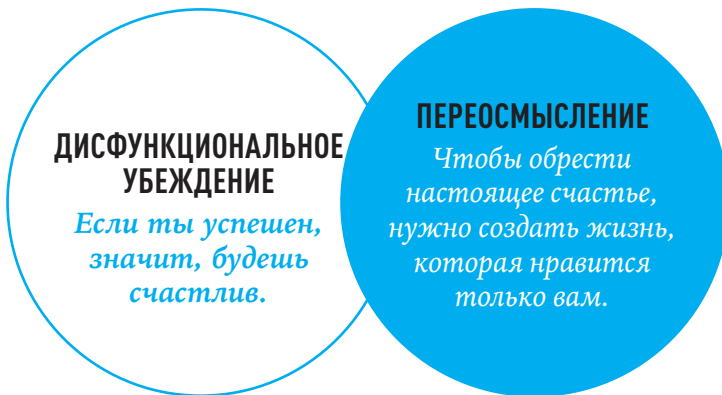 ДИСФУНКЦИОНАЛЬНОЕ
УБЕЖДЕНИЕ
Если ты успешен,
значит, будешь
счастлив.
ПЕРЕОСМЫСЛЕНИЕ
Чтобы обрести
настоящее счастье,
нужно создать жизнь,
которая нравится
только вам.